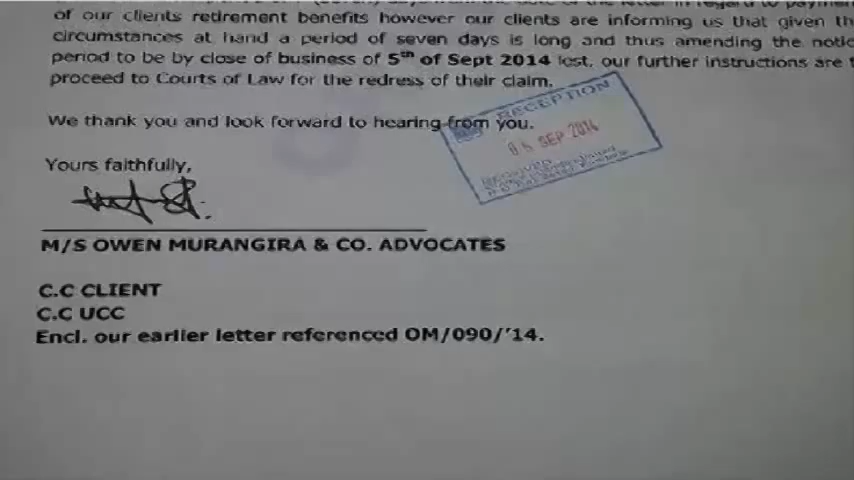 of our clients retirement benefits however our clients are informing us that given th
circumstances at hand a period of seven days is long and thus amending the notic
period to be by close of business of 5th of Sept 2014 lest, our further instructions are t
proceed to Courts of Law for the redress of their claim.
We thank you and look forward to hearing from you.
RECEPTION
05 SEP 2014
Yours faithfully,
M/S OWEN MURANGIRA & CO. ADVOCATES
C.C CLIENT
C.C UCC
Encl. our earlier letter referenced OM/090/'14.